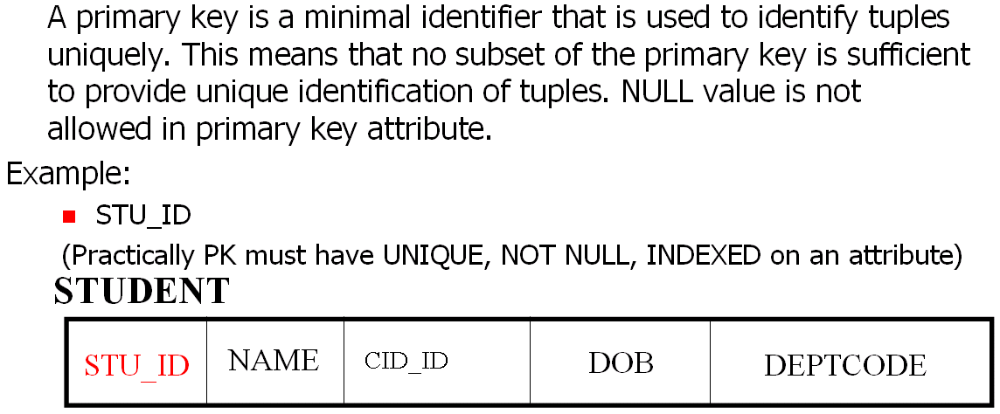 A primary key is a minimal identifier that is used to identify tuples
uniquely. This means that no subset of the primary key is sufficient
to provide unique identification of tuples. NULL value is not
allowed in primary key attribute.
Example:
STU_ID
(Practically PK must have UNIQUE, NOT NULL, INDEXED on an attribute)
STUDENT
STU_ID NAME CID_ID DOB DEPTCODE